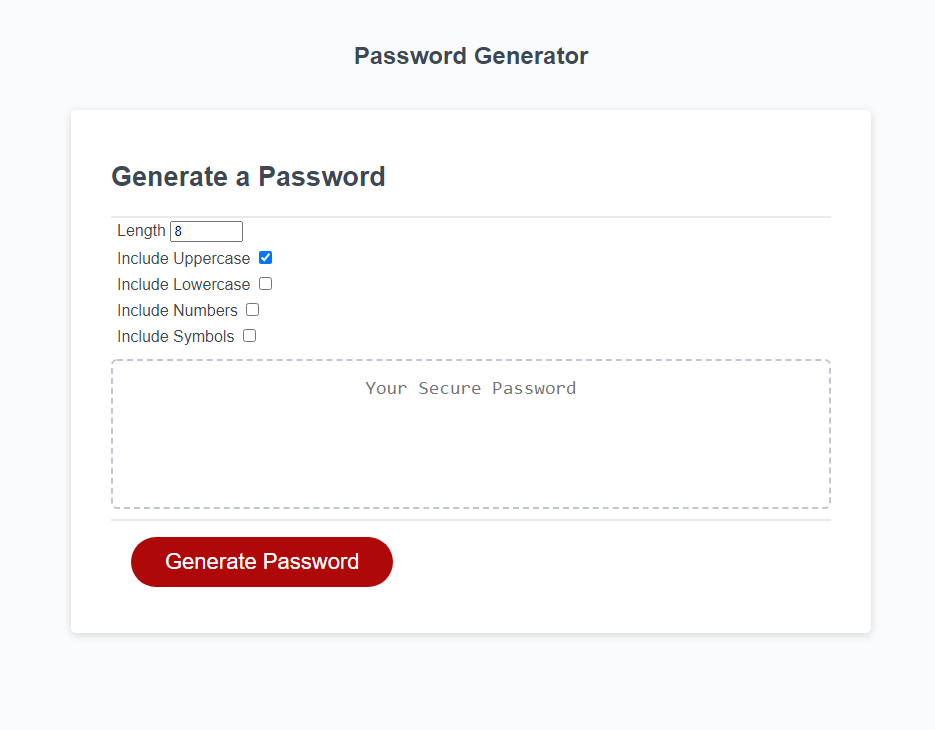 Password Generator
Generate a Password
Length 8
Include Uppercase
Include Lowercase
Include Numbers
Include Symbols
Your Secure Password
Generate Password